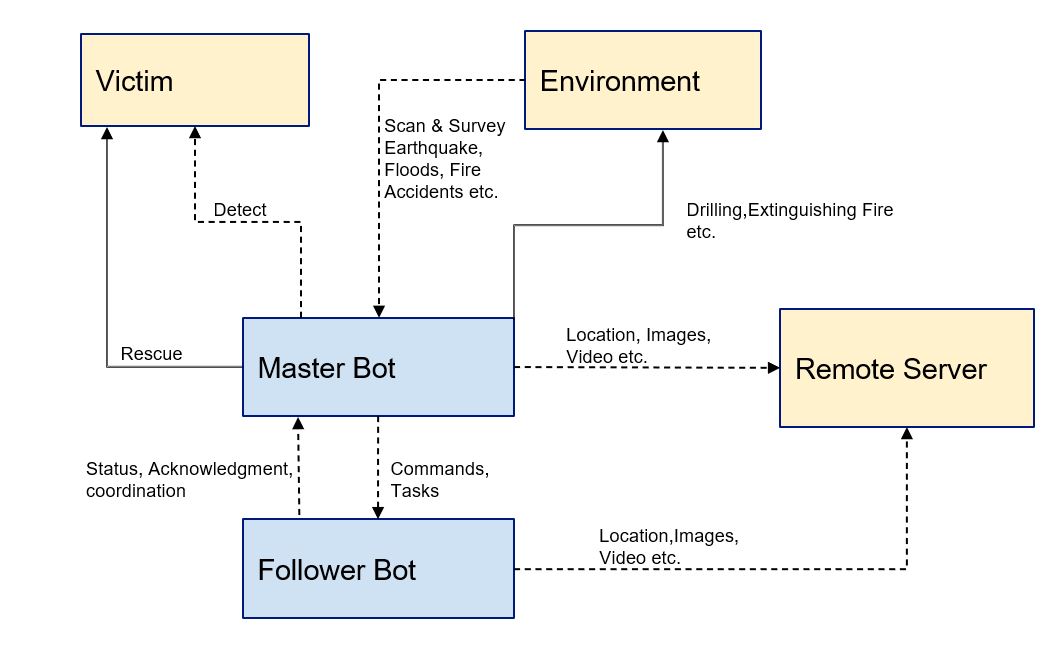 Victim
Environment
Scan & Survey
Earthquake,
Floods, Fire
Accidents etc.
Detect
Drilling,Extinguishing Fire
etc.
Rescue
Master Bot
Location, Images,
Video etc.
Remote Server
Status, Acknowledgment,
coordination
Commands,
Tasks
Follower Bot
Location,Images,
Video etc.